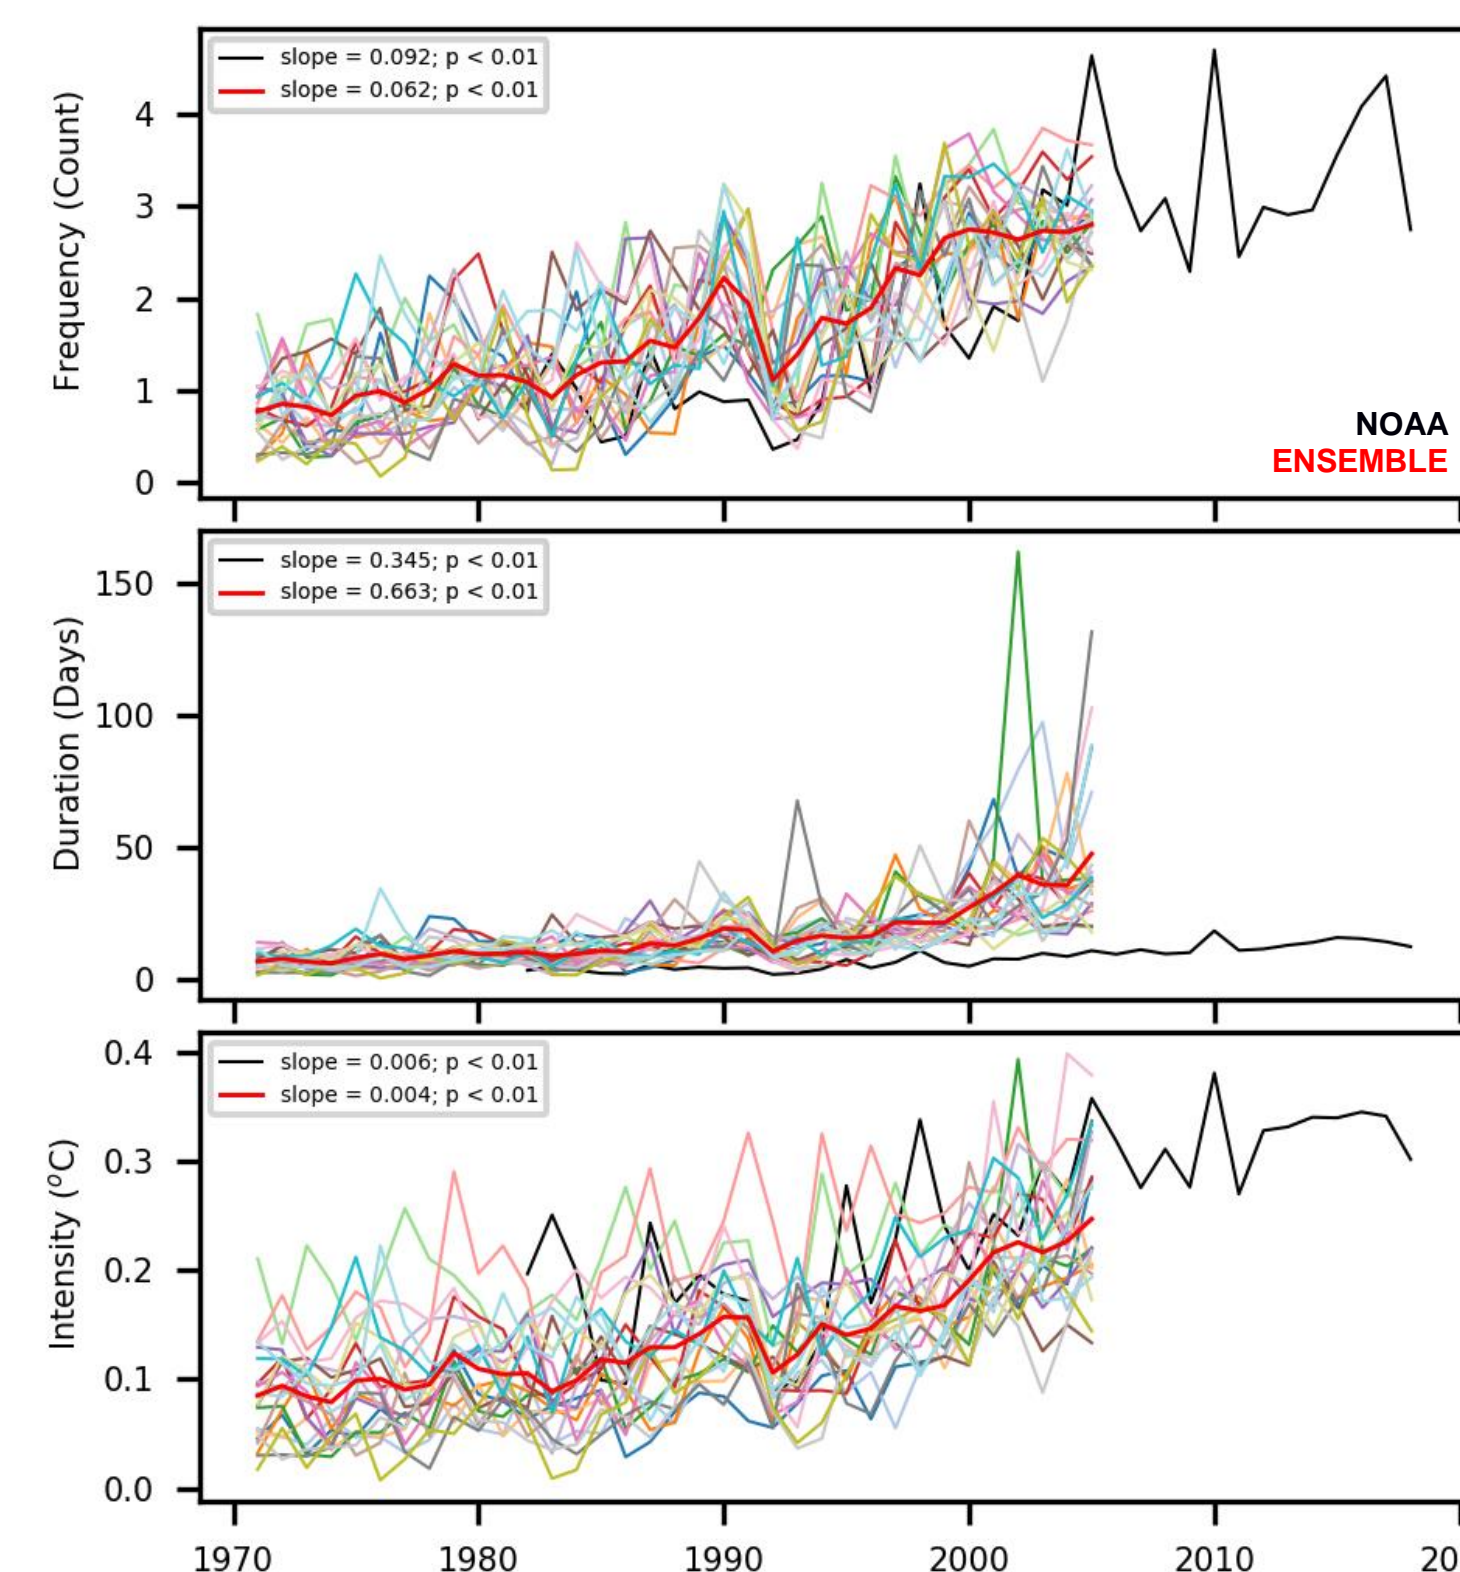 slope = 0.092; p < 0.01
slope = 0.062; p < 0.01
Frequency (Count)
4
3
2
1
0
NOAA
ENSEMBLE
slope = 0.345; p < 0.01
slope = 0.663; p < 0.01
Duration (Days)
150
100
50
0
slope = 0.006; p < 0.01
slope = 0.004; p < 0.01
Intensity (°C)
0.4
0.3
0.2
0.1
0.0
1970 1980 1990 2000 2010 20